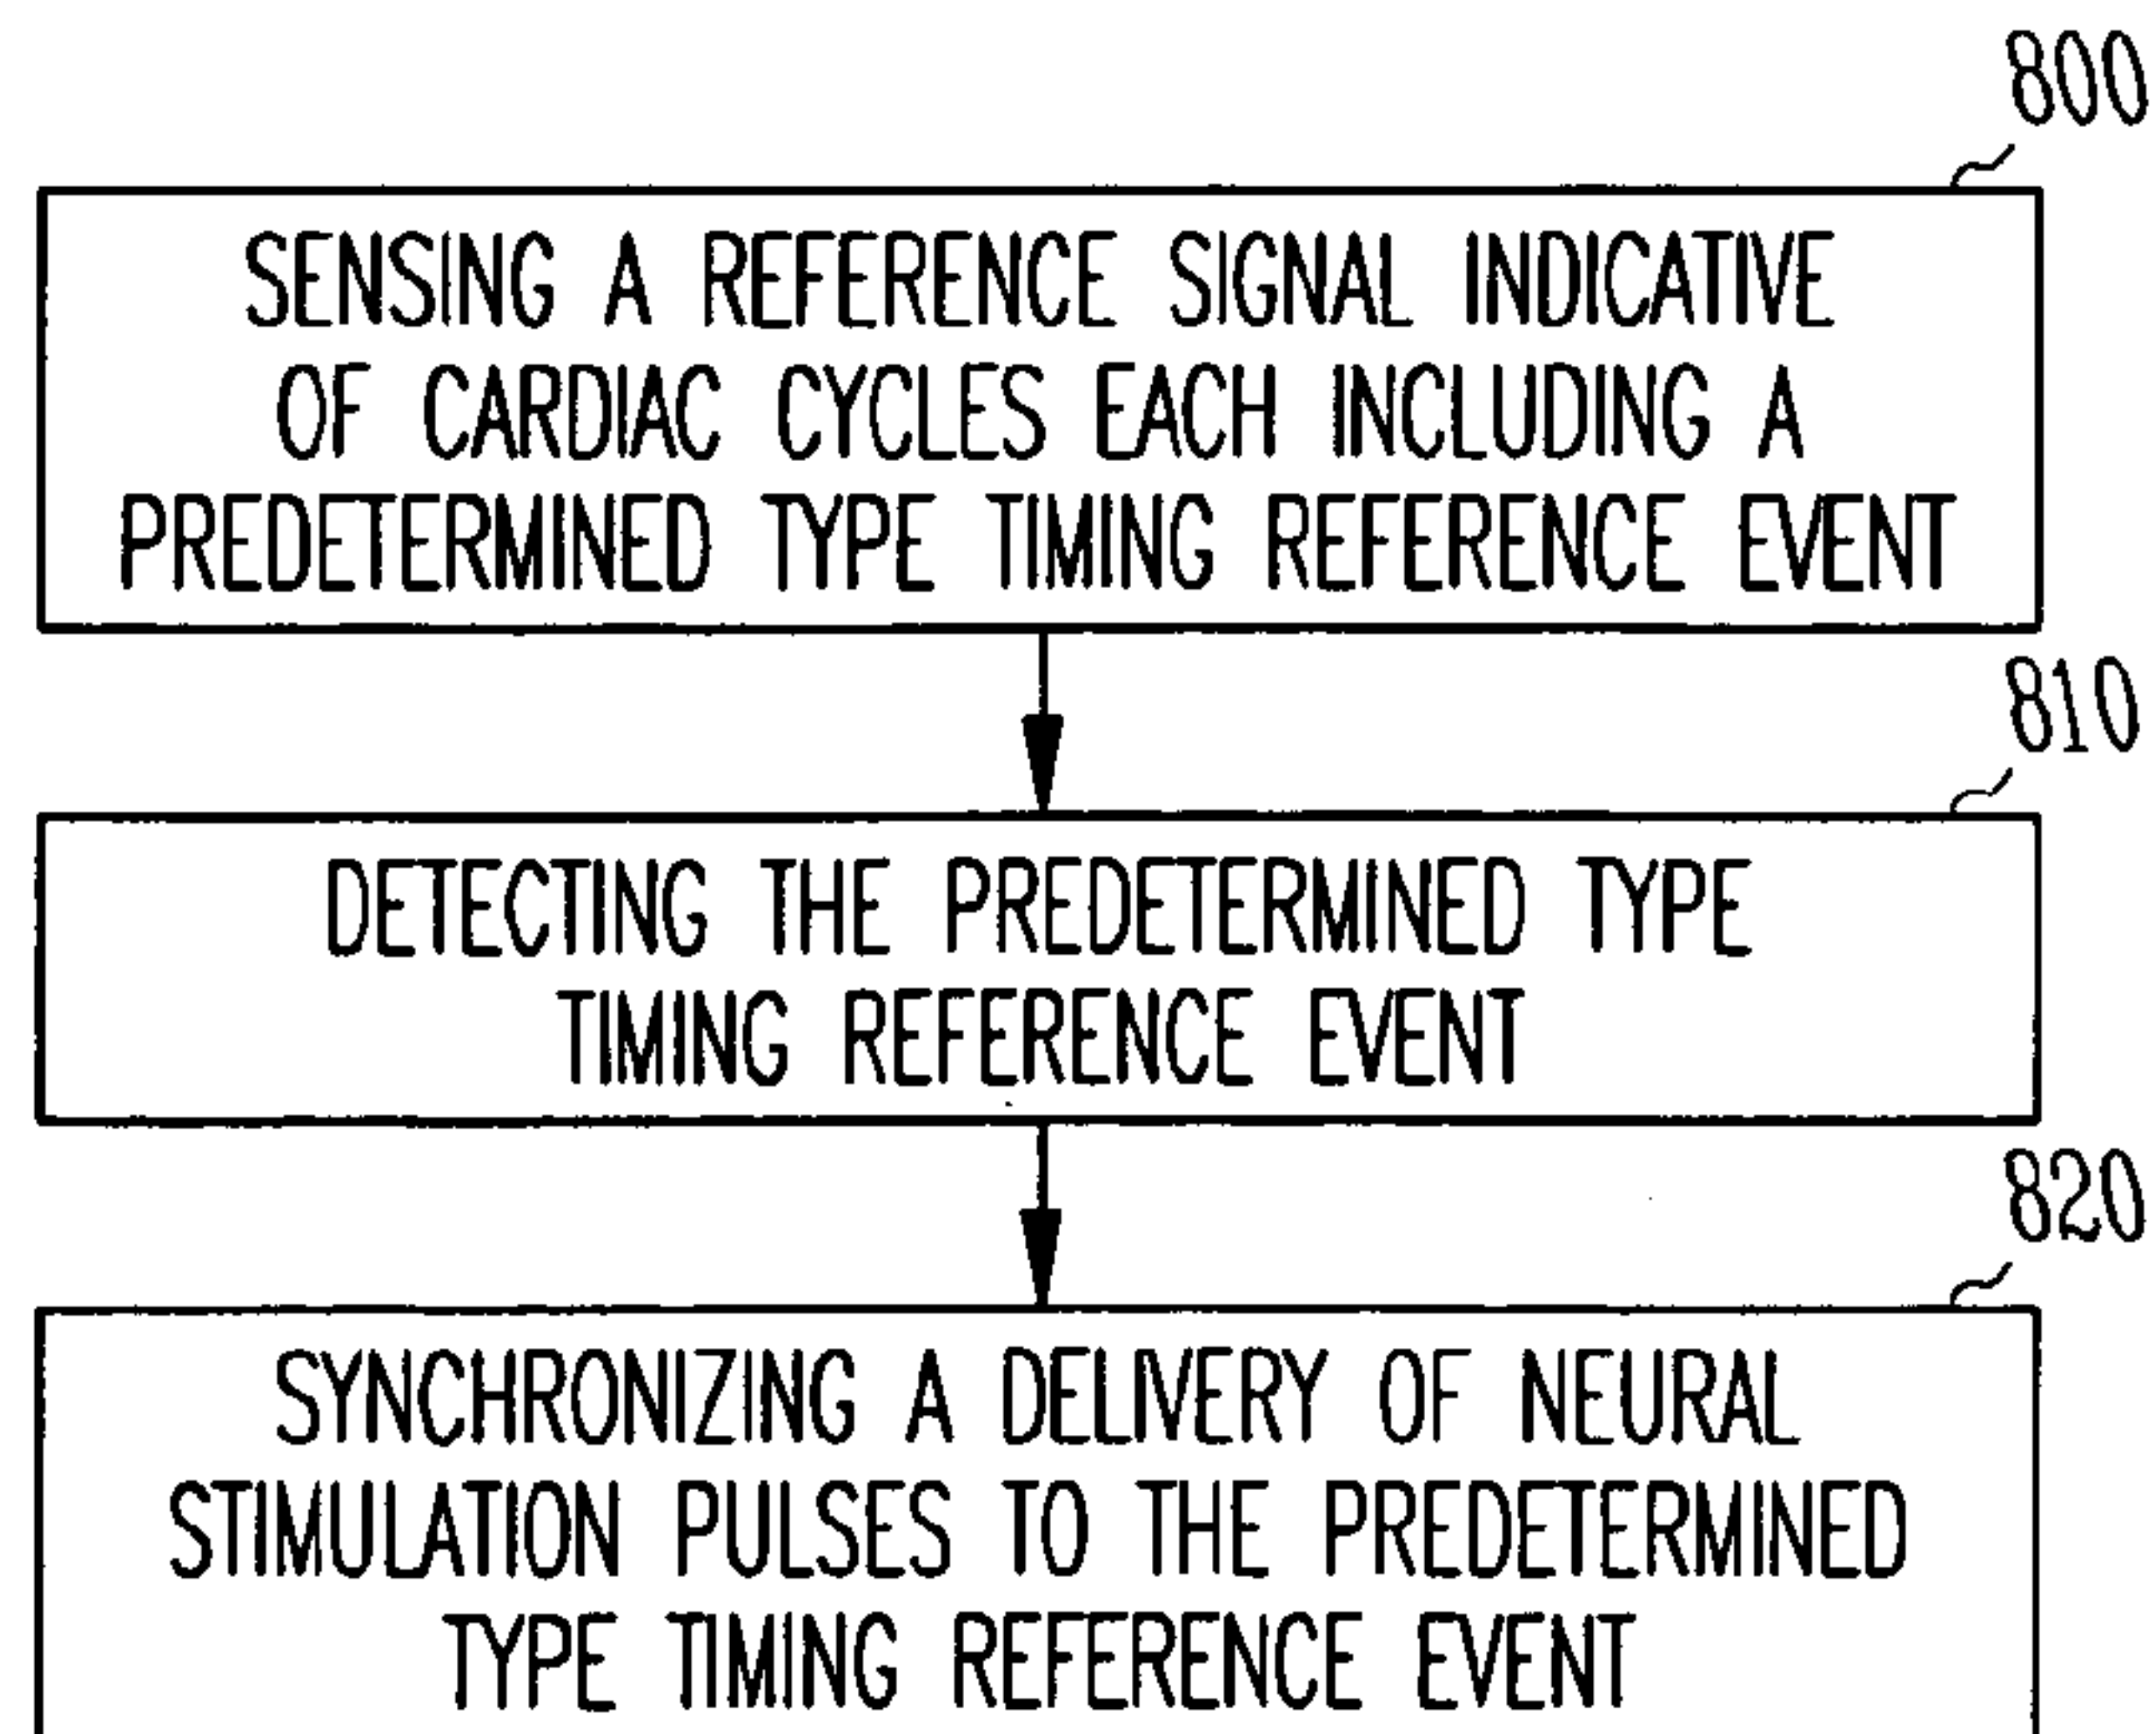 800
SENSING A REFERENCE SIGNAL INDICATIVE
OF CARDIAC CYCLES EACH INCLUDING A
PREDETERMINED TYPE TIMING REFERENCE EVENT
810
DETECTING THE PREDETERMINED TYPE
TIMING REFERENCE EVENT
820
SYNCHRONIZING A DELIVERY OF NEURAL
STIMULATION PULSES TO THE PREDETERMINED
TYPE TIMING REFERENCE EVENT